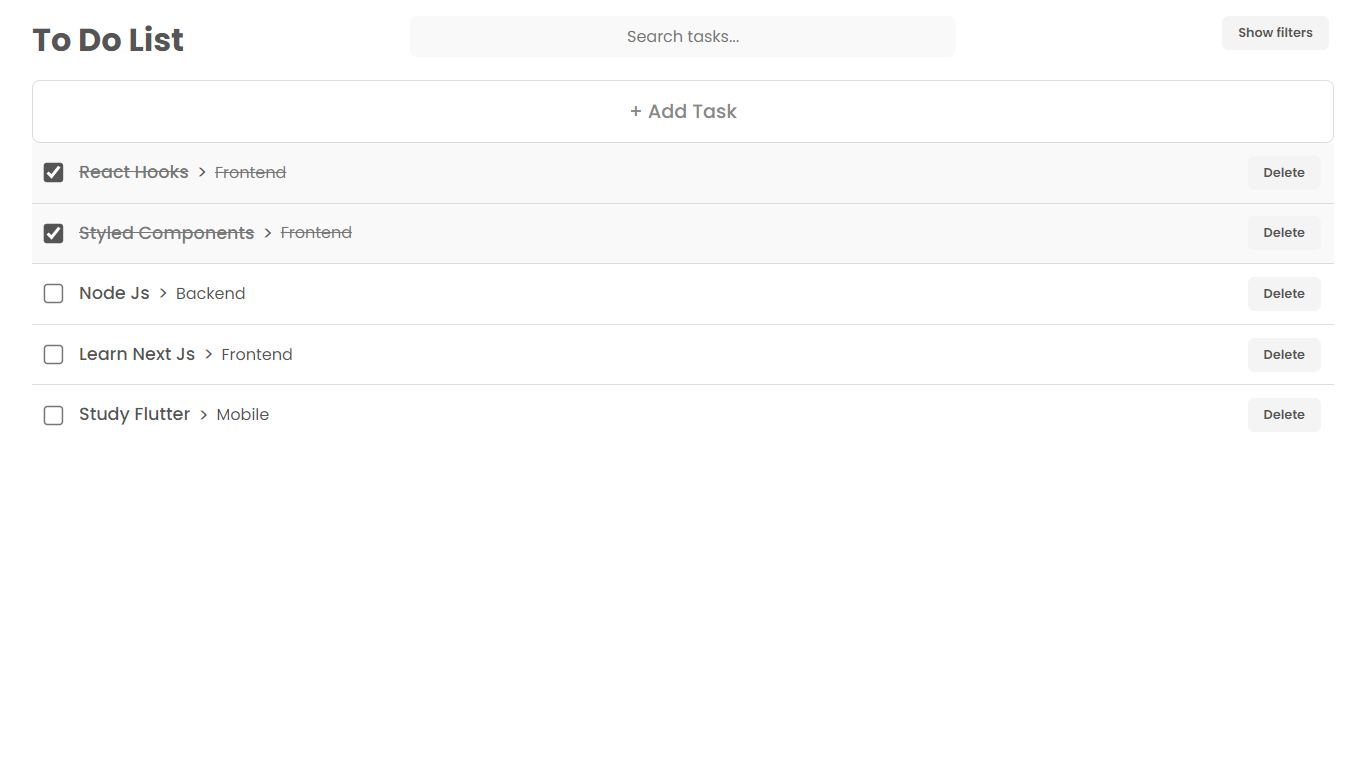 To Do List
Search tasks...
Show filters
+ Add Task
React Hooks > Frontend Delete
Styled Components > Frontend Delete
Node Js > Backend Delete
Learn Next Js > Frontend Delete
Study Flutter > Mobile Delete